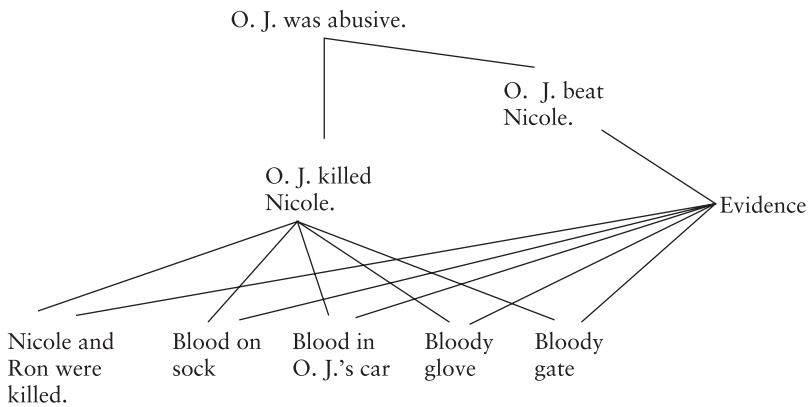 O. J. was abusive.
O. J. beat
Nicole.
O. J. killed
Nicole.
Evidence
Nicole and
Ron were
killed.
Blood on
sock
Blood in
O. J.'s car
Bloody
glove
Bloody
gate